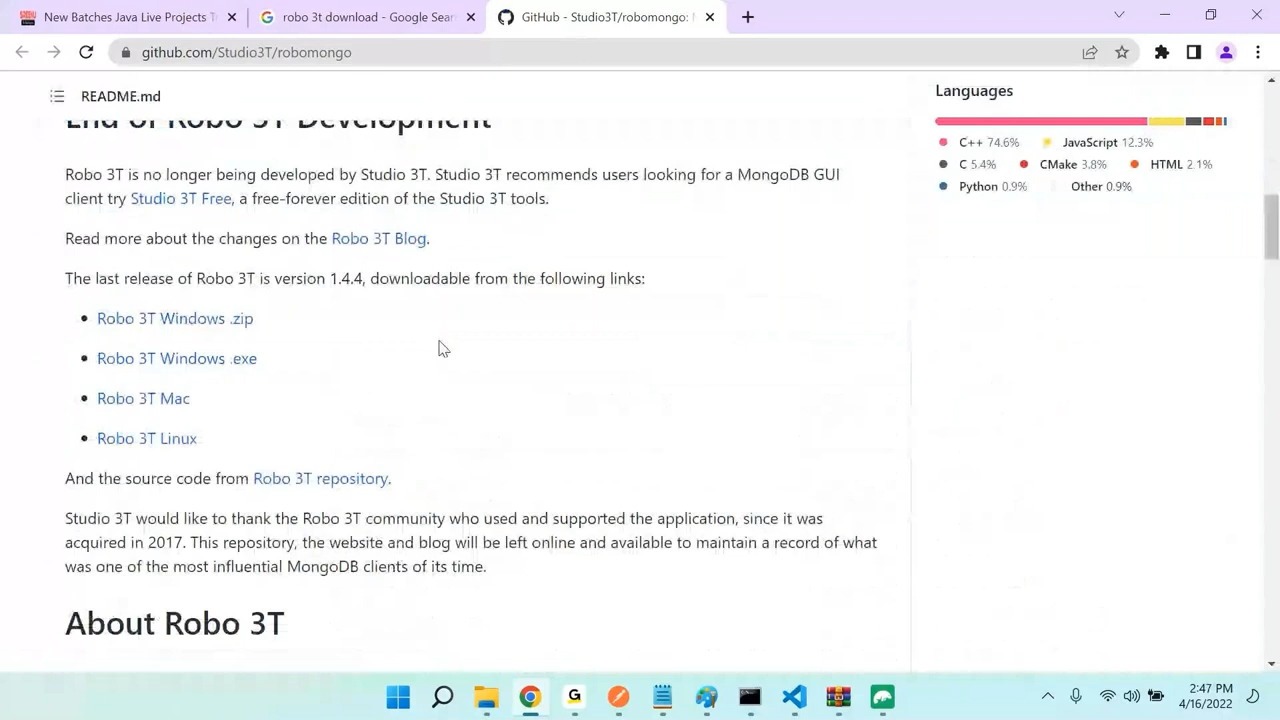 New Batches Java Live Projects T
robo 3t download - Google Sea
GitHub - Studio3T/robomongo:
github.com/Studio3T/robomongo
README.md
End of Robo 3T Development
Robo 3T is no longer being developed by Studio 3T. Studio 3T recommends users looking for a MongoDB GUI
client try Studio 3T Free, a free-forever edition of the Studio 3T tools.
Read more about the changes on the Robo 3T Blog.
The last release of Robo 3T is version 1.4.4, downloadable from the following links:
Robo 3T Windows .zip
Robo 3T Windows .exe
Robo 3T Mac
Robo 3T Linux
And the source code from Robo 3T repository.
Studio 3T would like to thank the Robo 3T community who used and supported the application, since it was
acquired in 2017. This repository, the website and blog will be left online and available to maintain a record of what
was one of the most influential MongoDB clients of its time.
About Robo 3T
Languages
C++ 74.6% JavaScript 12.3%
C 5.4% CMake 3.8% HTML 2.1%
Python 0.9% Other 0.9%
G
2:47 PM
4/16/2022